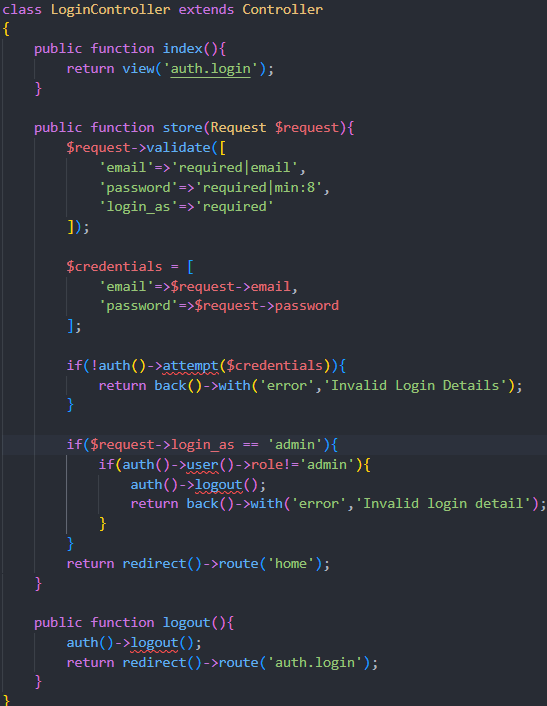 class LoginController extends Controller
{
    public function index(){
        return view('auth.login');
    }

    public function store(Request $request){
        $request->validate([
            'email'=>'required|email',
            'password'=>'required|min:8',
            'login_as'=>'required'
        ]);

        $credentials = [
            'email'=>$request->email,
            'password'=>$request->password
        ];

        if(!auth()->attempt($credentials)){
            return back()->with('error','Invalid Login Details');
        }

        if($request->login_as == 'admin'){
            if(auth()->user()->role!='admin'){
                auth()->logout();
                return back()->with('error','Invalid login detail');
            }
        }
        return redirect()->route('home');
    }

    public function logout(){
        auth()->logout();
        return redirect()->route('auth.login');
    }
}